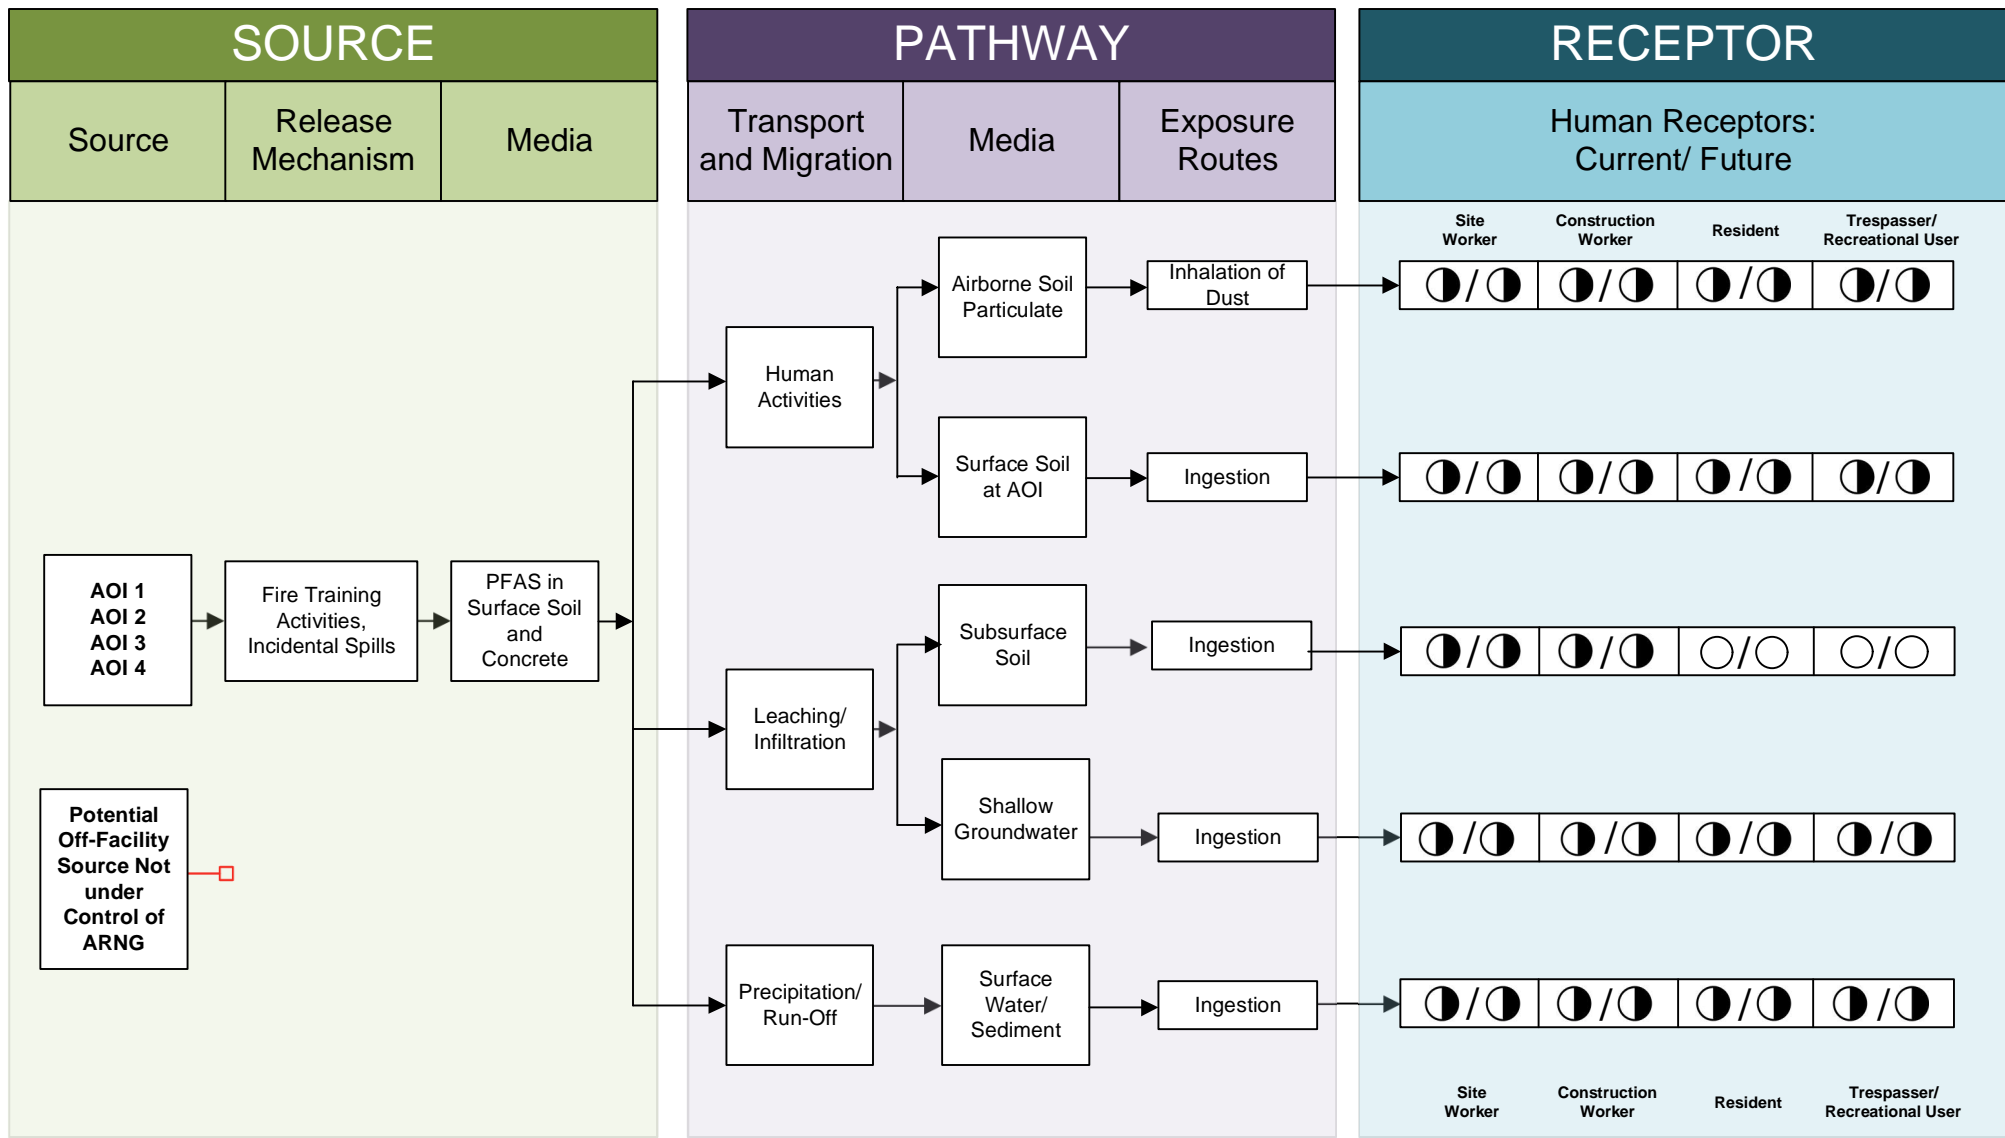 SOURCE
PATHWAY
RECEPTOR
Source
Release
Mechanism
Media
Transport
and Migration
Media
Exposure
Routes
Human Receptors:
Current/ Future
Site
Worker
Construction
Worker
Resident
Trespasser/
Recreational User
Airborne Soil
Particulate
Inhalation of
Dust
/
/
/
/
Human
Activities
Surface Soil
at AOI
Ingestion
/
/
/
/
AOI 1
AOI 2
AOI 3
AOI 4
Fire Training
Activities,
Incidental Spills
PFAS in
Surface Soil
and
Concrete
Subsurface
Soil
Ingestion
/
/
/
/
Leaching/
Infiltration
Shallow
Groundwater
Ingestion
/
/
/
/
Potential
Off-Facility
Source Not
under
Control of
ARNG
Precipitation/
Run-Off
Surface
Water/
Sediment
Ingestion
/
/
/
/
Site
Worker
Construction
Worker
Resident
Trespasser/
Recreational User